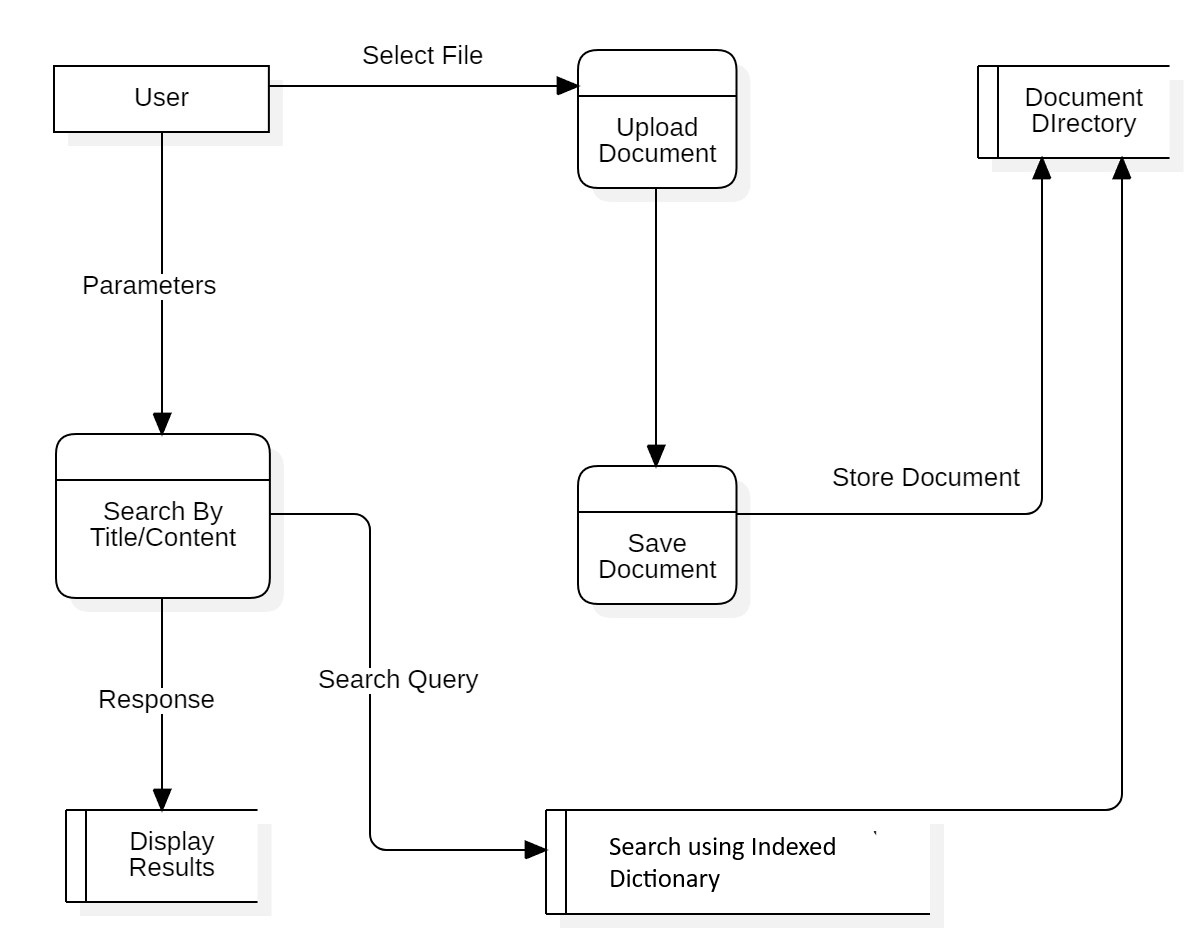 Select File
User
Upload
Document
Document
DIrectory
Parameters
Store Document
Search By
Title/Content
Save
Document
Search Query
Response
Display
Results
Search using Indexed
Dictionary